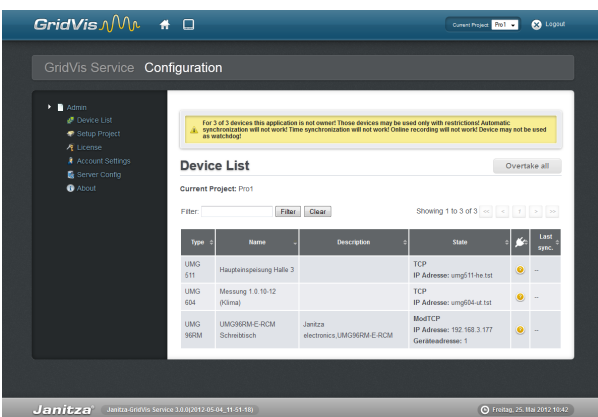 GridVis
Current Project: Pro1
Logout
GridVis Service Configuration
Admin
Device List
Setup Project
License
Account Settings
Server Config
About
For 3 of 3 devices this application is not owner! Those devices may be used only with restrictions! Automatic
synchronization will not work! Time synchronization will not work! Online recording will not work! Device may not be used
as watchdog!
Device List
Overtake all
Current Project: Pro1
Filter: Filter Clear
Showing 1 to 3 of 3 << < 1 > >>
Type Name Description State Last
sync.
UMG
511
Haupteinspeisung Halle 3
TCP
IP Adresse: umg511-he.tst
--
UMG
604
Messung 1.0.10-12
(Klima)
TCP
IP Adresse: umg604-ut.tst
--
UMG
96RM
UMG96RM-E-RCM
Schreibtisch
Janitza
electronics,UMG96RM-E-RCM
ModTCP
IP Adresse: 192.168.3.177
Geräteadresse: 1
--
Janitza®
Janitza-GridVis Service 3.0.0(2012-05-04_11-51-18)
Freitag, 25. Mai 2012 10:42